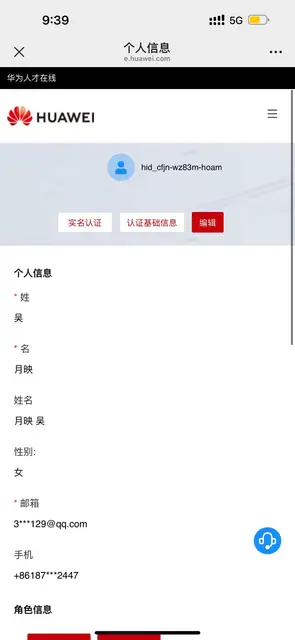 9:39
5G
个人信息
e.huawei.com
华为人才在线
HUAWEI
hid_cfjn-wz83m-hoam
实名认证 认证基础信息 编辑
个人信息
* 姓
吴
* 名
月映
姓名
月映 吴
性别:
女
* 邮箱
3***129@qq.com
手机
+86187***2447
角色信息